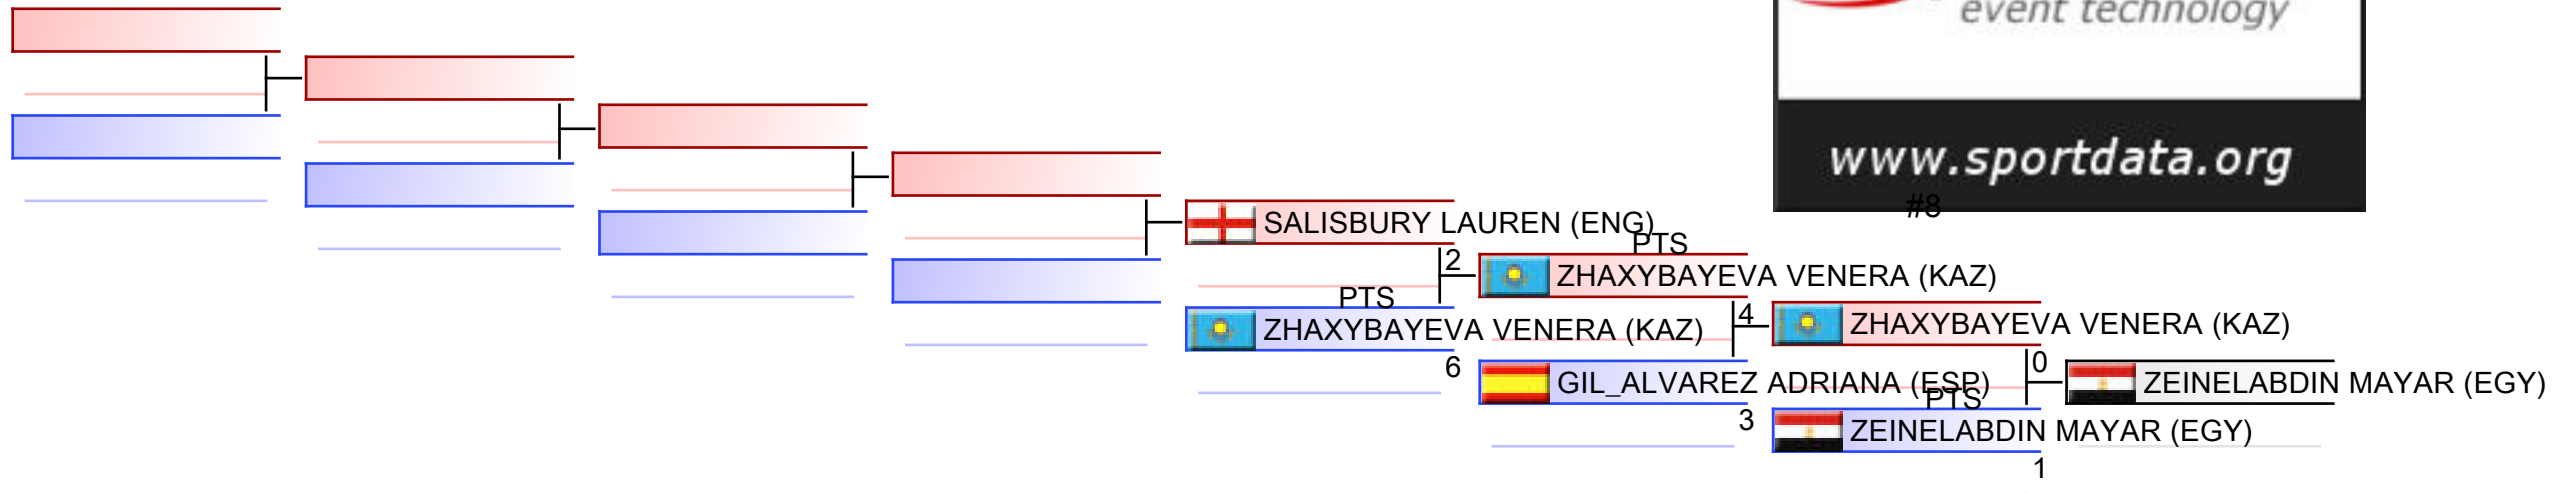 event technology
www.sportdata.org
#8
SALISBURY LAUREN (ENG)
PTS
2
ZHAXYBAYEVA VENERA (KAZ)
PTS
ZHAXYBAYEVA VENERA (KAZ)
4
ZHAXYBAYEVA VENERA (KAZ)
6
GIL_ALVAREZ ADRIANA (ESP)
0
ZEINELABDIN MAYAR (EGY)
PTS
3
ZEINELABDIN MAYAR (EGY)
1